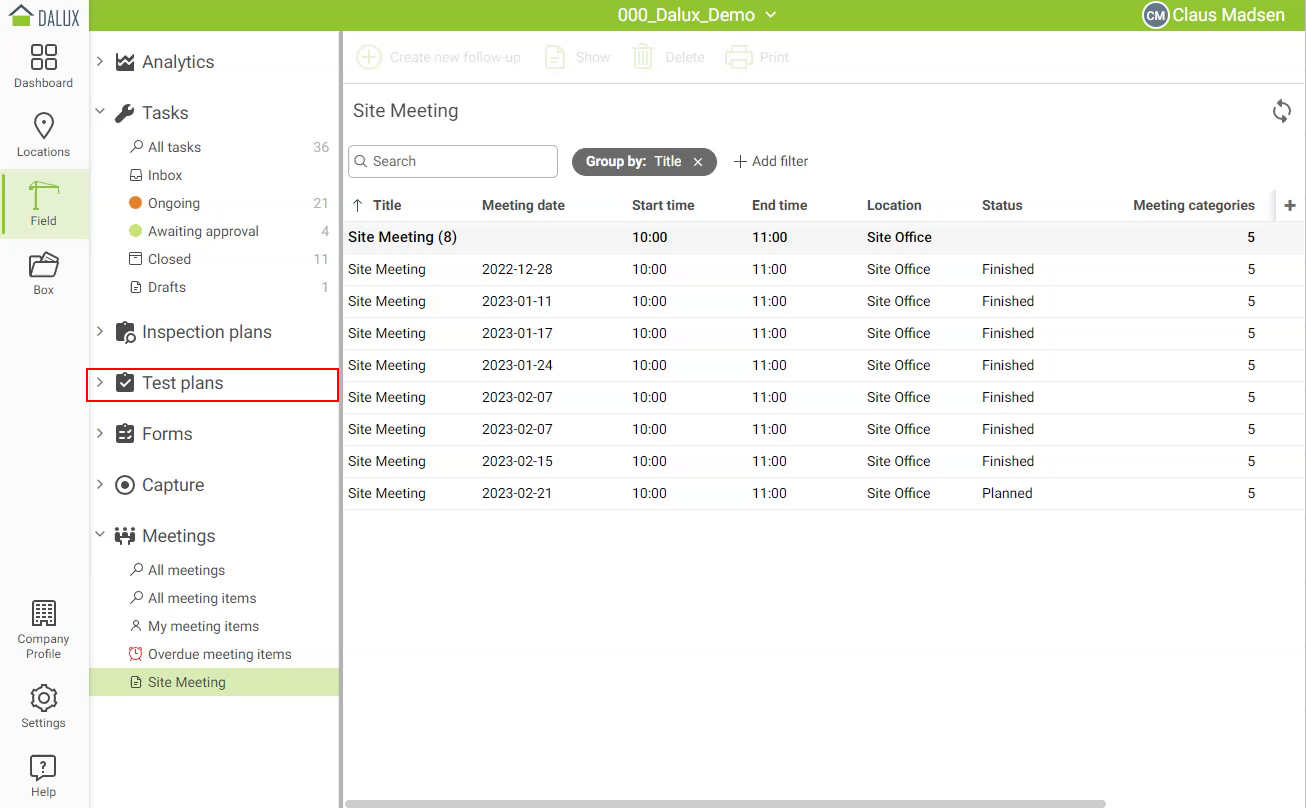 DALUX
000_Dalux_Demo
CM Claus Madsen
Dashboard
Locations
Field
Box
Company
Profile
Settings
Help
Analytics
Tasks
All tasks 36
Inbox
Ongoing 21
Awaiting approval 4
Closed 11
Drafts 1
Inspection plans
Test plans
Forms
Capture
Meetings
All meetings
All meeting items
My meeting items
Overdue meeting items
Site Meeting
Create new follow-up Show Delete Print
Site Meeting
Search Group by: Title Add filter
Title Meeting date Start time End time Location Status Meeting categories
Site Meeting (8) 10:00 11:00 Site Office 5
Site Meeting 2022-12-28 10:00 11:00 Site Office Finished 5
Site Meeting 2023-01-11 10:00 11:00 Site Office Finished 5
Site Meeting 2023-01-17 10:00 11:00 Site Office Finished 5
Site Meeting 2023-01-24 10:00 11:00 Site Office Finished 5
Site Meeting 2023-02-07 10:00 11:00 Site Office Finished 5
Site Meeting 2023-02-07 10:00 11:00 Site Office Finished 5
Site Meeting 2023-02-15 10:00 11:00 Site Office Finished 5
Site Meeting 2023-02-21 10:00 11:00 Site Office Planned 5